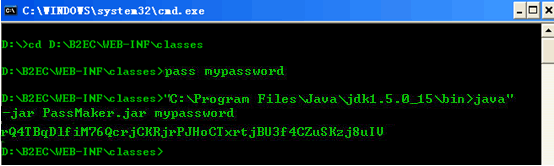 C:\WINDOWS\system32\cmd.exe
D:\>cd D:\B2EC\WEB-INF\classes
D:\B2EC\WEB-INF\classes>pass mypassword
D:\B2EC\WEB-INF\classes>"C:\Program Files\Java\jdk1.5.0_15\bin>java"
-jar PassMaker.jar mypassword
rQ4TBqDlfiM76QcrjCKRjrPJHoCTxrtjBU3f4CZuSKzj8uIV
D:\B2EC\WEB-INF\classes>